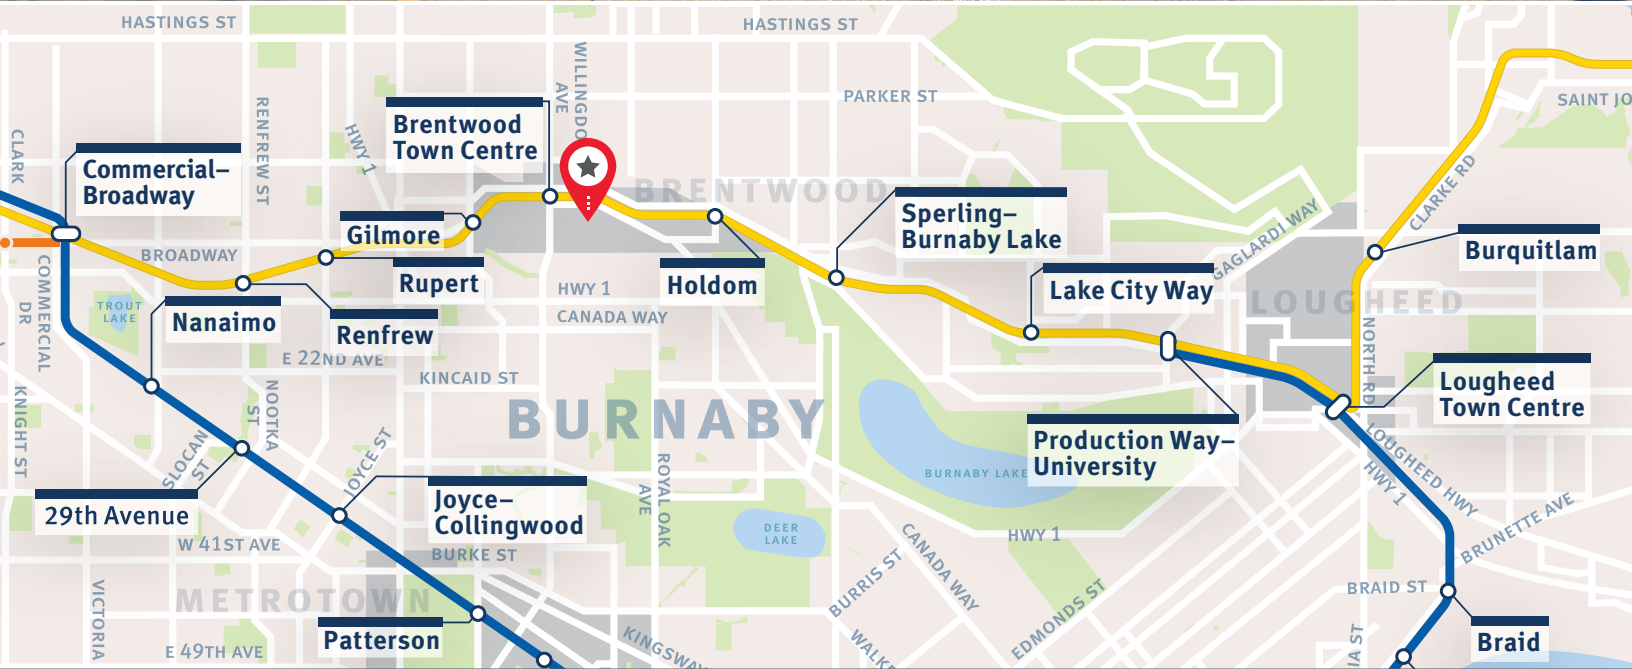 HASTINGS ST
HASTINGS ST
WILLINGDO
AVE
PARKER ST
SAINT JO
CLARK
RENFREW ST
HWY 1
Brentwood
Town Centre
Commercial–
Broadway
BRENTWOOD
CLARKE RD
Sperling–
Burnaby Lake
GAGLARDI WAY
Gilmore
BROADWAY
Burquitlam
Rupert
Holdom
Lake City Way
HWY 1
CANADA WAY
LOUGHEED
COMMERCIAL
DR
TROUT
LAKE
Nanaimo
Renfrew
E 22ND AVE
NORTH RD
KINCAID ST
Lougheed
Town Centre
KNIGHT ST
NOOTKA
ST
BURNABY
Production Way–
University
SLOCAN
ST
JOYCE ST
LOUGHEED HWY
HWY 1
BURNABY LAKE
ROYAL OAK
AVE
Joyce–
Collingwood
29th Avenue
DEER
LAKE
W 41ST AVE
BURKE ST
HWY 1
CANADA WAY
BRUNETTE AVE
BURRIS ST
VICTORIA
METROTOWN
EDMONDS ST
BRAID ST
Patterson
KINGSWAY
Braid
E 49TH AVE
IA ST